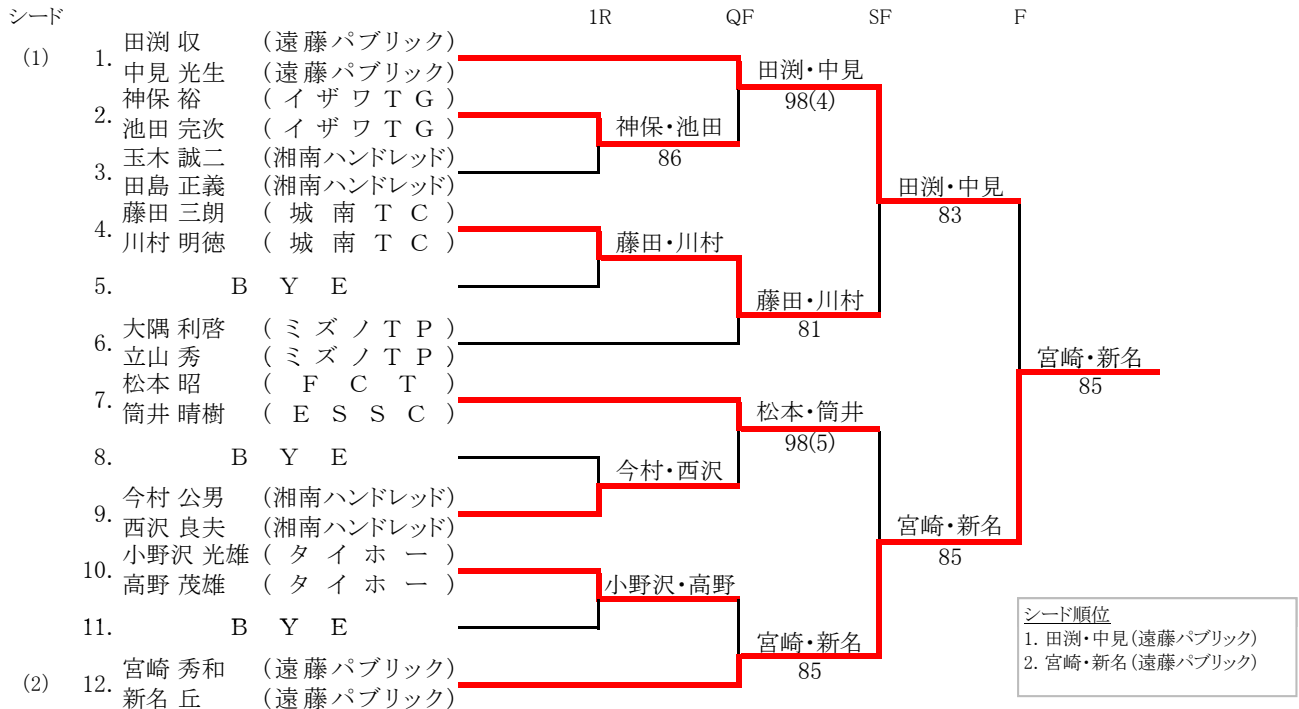 シード 1R QF SF F
(1) 1. 田渕 収 (遠藤パブリック)
中見 光生 (遠藤パブリック)
田渕・中見
98(4)
2. 神保 裕 (イザワTG)
池田 完次 (イザワTG)
神保・池田
86
3. 玉木 誠二 (湘南ハンドレッド)
田島 正義 (湘南ハンドレッド)
田渕・中見
83
4. 藤田 三朗 (城南TC)
川村 明徳 (城南TC)
藤田・川村
5. BYE
藤田・川村
81
6. 大隅 利啓 (ミズノTP)
立山 秀 (ミズノTP)
宮崎・新名
85
7. 松本 昭 (FCT)
筒井 晴樹 (ESSC)
松本・筒井
98(5)
8. BYE
今村・西沢
9. 今村 公男 (湘南ハンドレッド)
西沢 良夫 (湘南ハンドレッド)
宮崎・新名
85
10. 小野沢 光雄 (タイホー)
高野 茂雄 (タイホー)
小野沢・高野
11. BYE
宮崎・新名
85
(2) 12. 宮崎 秀和 (遠藤パブリック)
新名 丘 (遠藤パブリック)
シード順位
1. 田渕・中見(遠藤パブリック)
2. 宮崎・新名(遠藤パブリック)